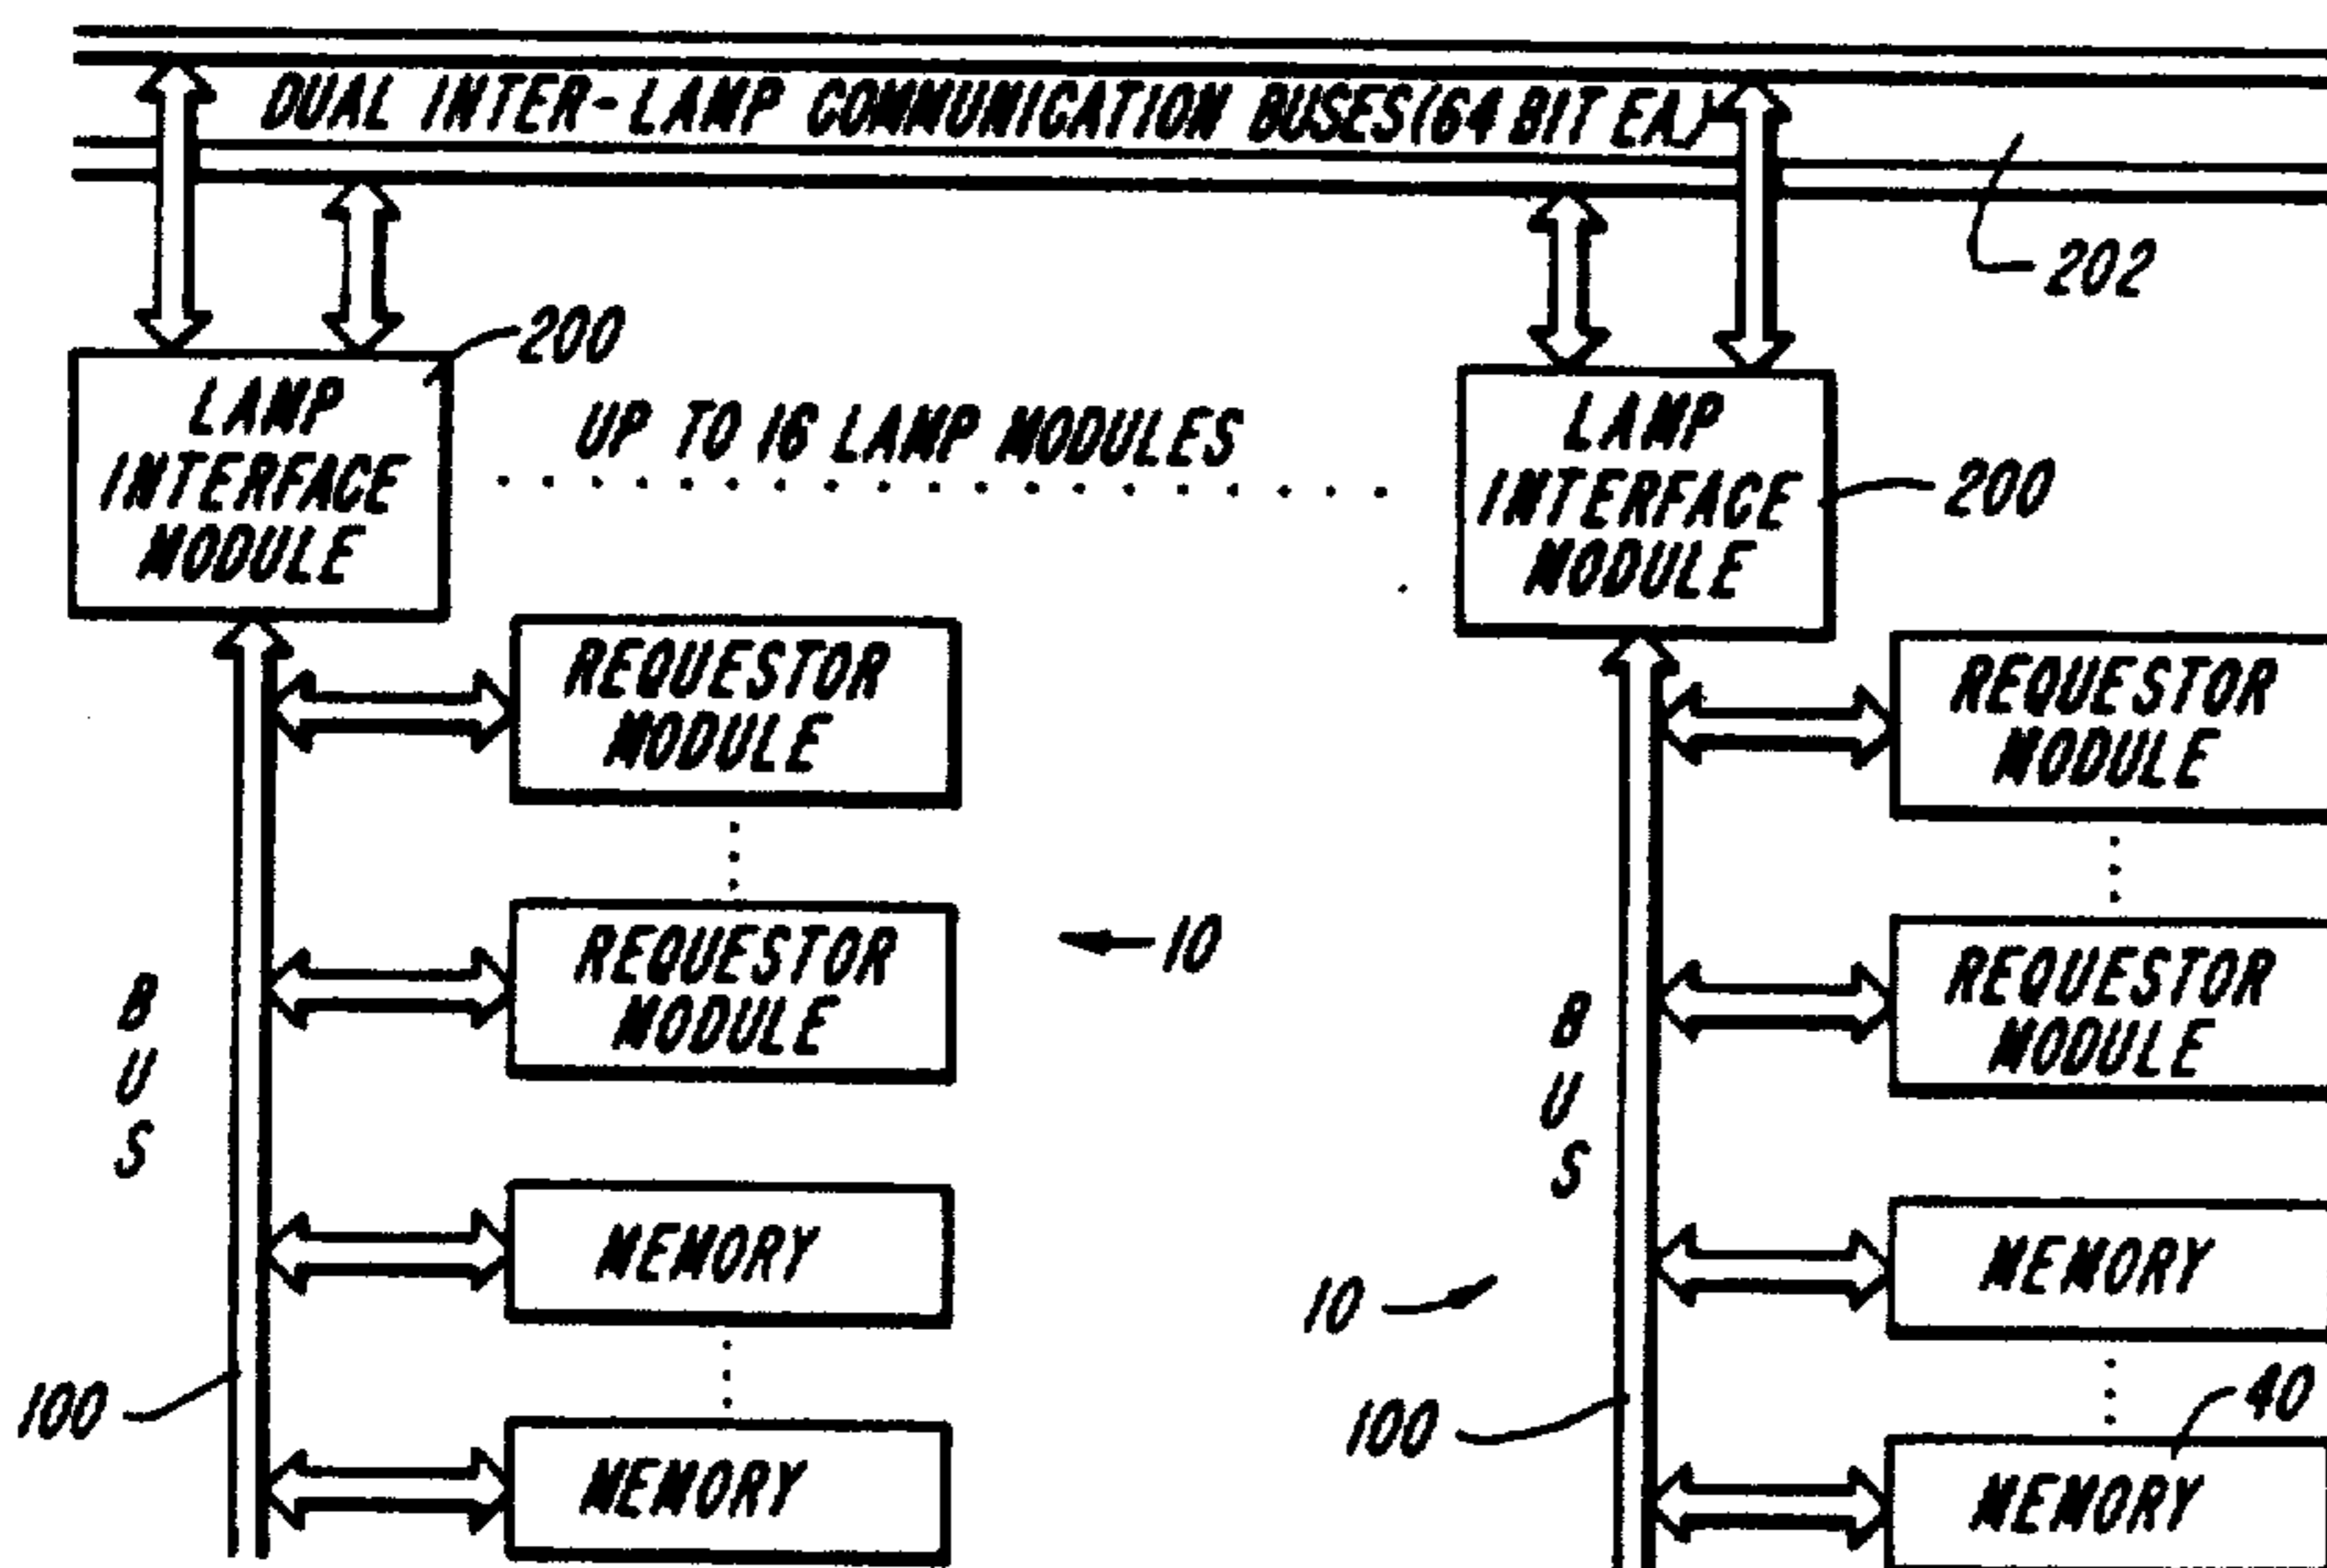 DUAL INTER-LAMP COMMUNICATION BUSES (64 BIT EA)
202
200
LAMP
INTERFACE
MODULE
UP TO 16 LAMP MODULES
LAMP
INTERFACE
MODULE
200
REQUESTOR
MODULE
REQUESTOR
MODULE
REQUESTOR
MODULE
10
REQUESTOR
MODULE
B
U
S
B
U
S
MEMORY
MEMORY
10
100
100
40
MEMORY
MEMORY